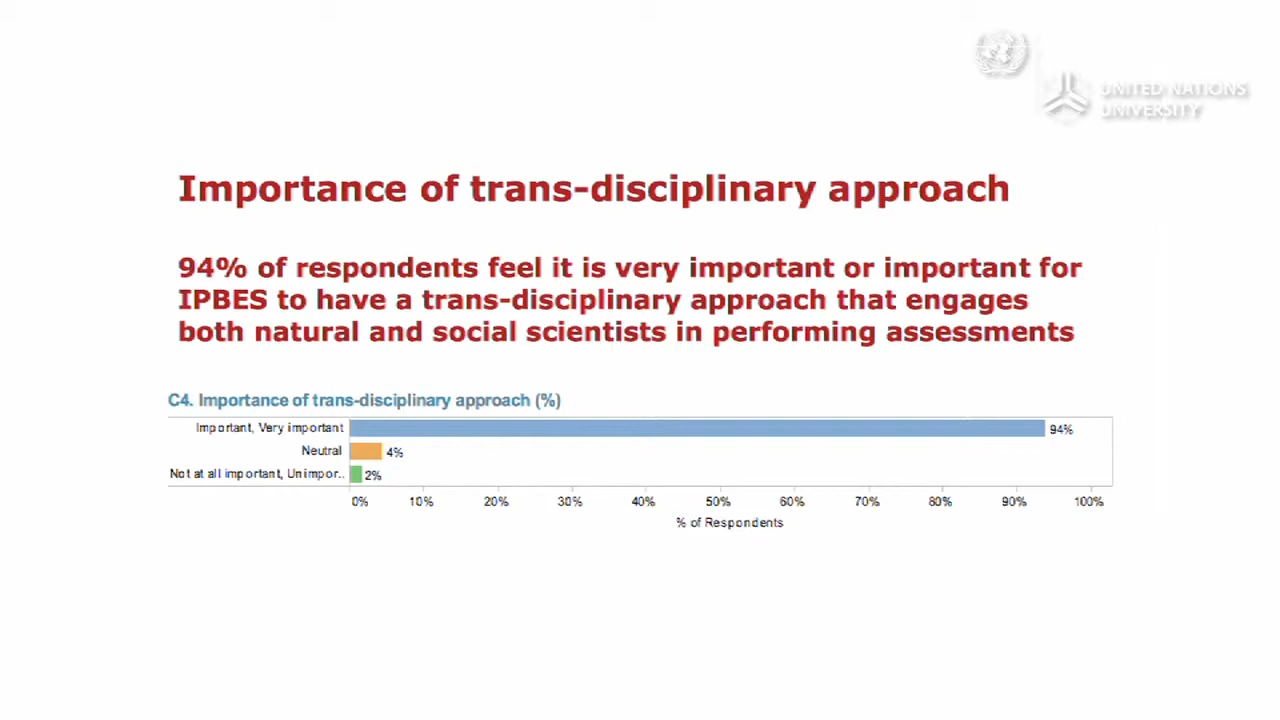 UNITED NATIONS
UNIVERSITY
Importance of trans-disciplinary approach
94% of respondents feel it is very important or important for
IPBES to have a trans-disciplinary approach that engages
both natural and social scientists in performing assessments
C4. Importance of trans-disciplinary approach (%)
Important, Very important 94%
Neutral 4%
Not at all important, Unimpor.. 2%
0% 10% 20% 30% 40% 50% 60% 70% 80% 90% 100%
% of Respondents